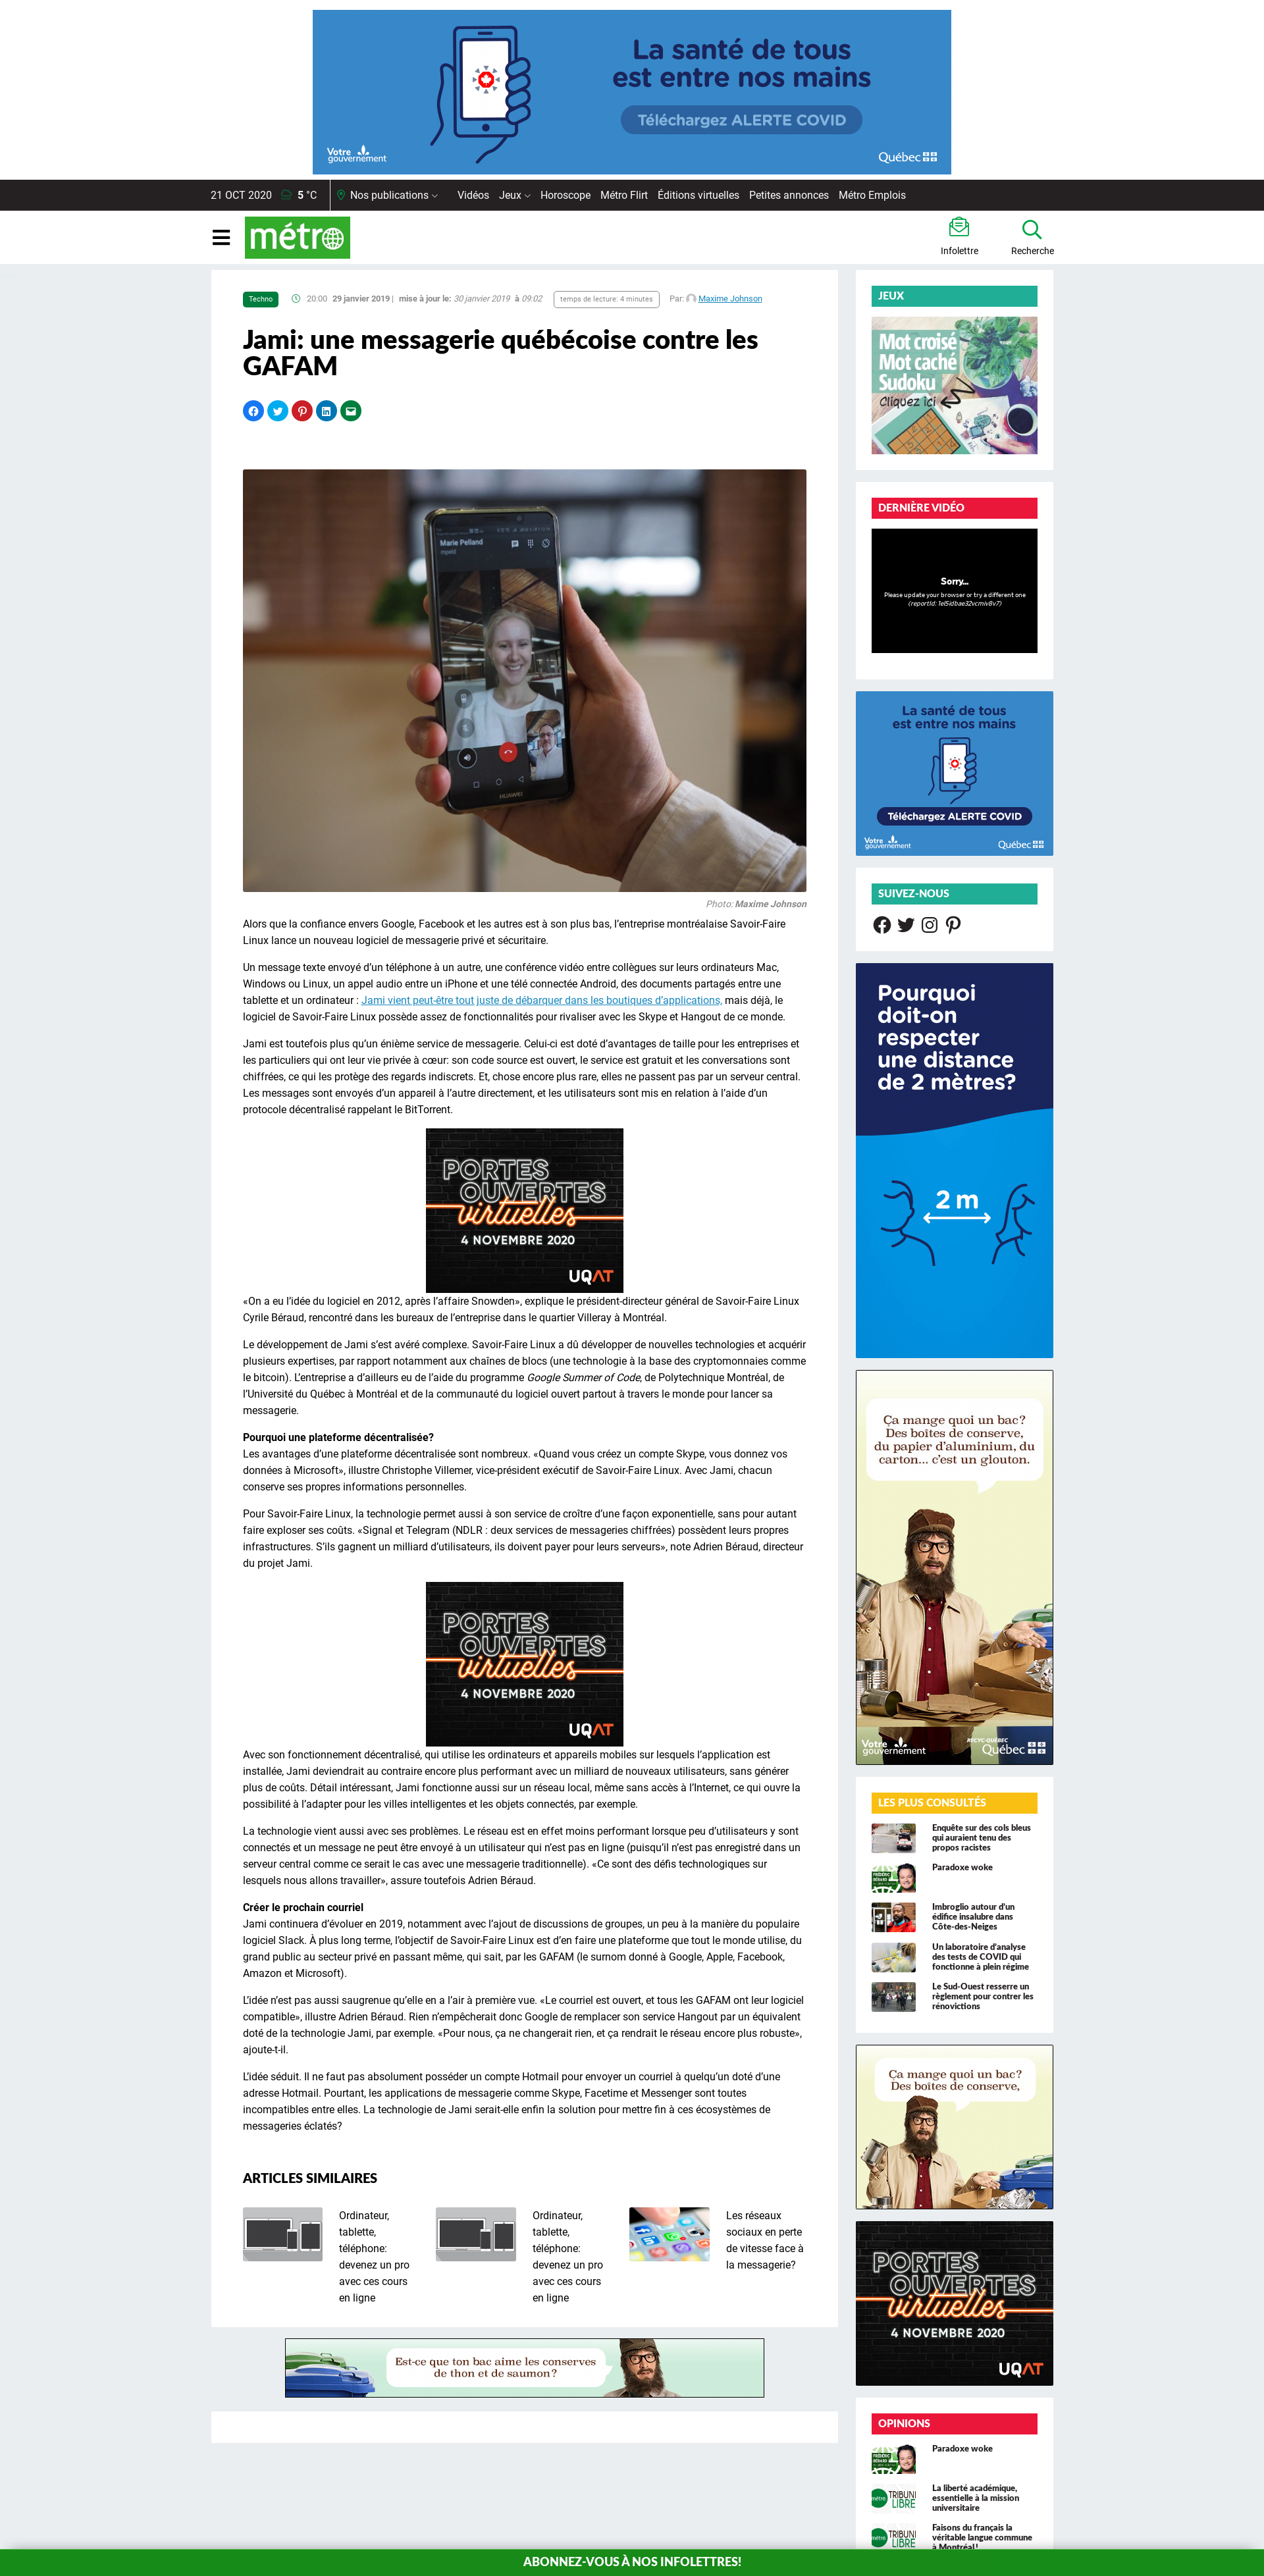 La santé de tous
est entre nos mains
Téléchargez ALERTE COVID
Votre
gouvernement
Québec
21 OCT 2020 5 °C Nos publications Vidéos Jeux Horoscope Métro Flirt Éditions virtuelles Petites annonces Métro Emplois
métro
Infolettre Recherche
Techno 20:00 29 janvier 2019 | mise à jour le: 30 janvier 2019 à 09:02 temps de lecture: 4 minutes Par: Maxime Johnson
Jami: une messagerie québécoise contre les
GAFAM
Marie Pelland
mpeld
HUAWEI
Photo: Maxime Johnson
Alors que la confiance envers Google, Facebook et les autres est à son plus bas, l’entreprise montréalaise Savoir-Faire
Linux lance un nouveau logiciel de messagerie privé et sécuritaire.
Un message texte envoyé d’un téléphone à un autre, une conférence vidéo entre collègues sur leurs ordinateurs Mac,
Windows ou Linux, un appel audio entre un iPhone et une télé connectée Android, des documents partagés entre une
tablette et un ordinateur : Jami vient peut-être tout juste de débarquer dans les boutiques d’applications, mais déjà, le
logiciel de Savoir-Faire Linux possède assez de fonctionnalités pour rivaliser avec les Skype et Hangout de ce monde.
Jami est toutefois plus qu’un énième service de messagerie. Celui-ci est doté d’avantages de taille pour les entreprises et
les particuliers qui ont leur vie privée à cœur: son code source est ouvert, le service est gratuit et les conversations sont
chiffrées, ce qui les protège des regards indiscrets. Et, chose encore plus rare, elles ne passent pas par un serveur central.
Les messages sont envoyés d’un appareil à l’autre directement, et les utilisateurs sont mis en relation à l’aide d’un
protocole décentralisé rappelant le BitTorrent.
PORTES
OUVERTES
virtuelles
4 NOVEMBRE 2020
UQAT
«On a eu l’idée du logiciel en 2012, après l’affaire Snowden», explique le président-directeur général de Savoir-Faire Linux
Cyrile Béraud, rencontré dans les bureaux de l’entreprise dans le quartier Villeray à Montréal.
Le développement de Jami s’est avéré complexe. Savoir-Faire Linux a dû développer de nouvelles technologies et acquérir
plusieurs expertises, par rapport notamment aux chaînes de blocs (une technologie à la base des cryptomonnaies comme
le bitcoin). L’entreprise a d’ailleurs eu de l’aide du programme Google Summer of Code, de Polytechnique Montréal, de
l’Université du Québec à Montréal et de la communauté du logiciel ouvert partout à travers le monde pour lancer sa
messagerie.
Pourquoi une plateforme décentralisée?
Les avantages d’une plateforme décentralisée sont nombreux. «Quand vous créez un compte Skype, vous donnez vos
données à Microsoft», illustre Christophe Villemer, vice-président exécutif de Savoir-Faire Linux. Avec Jami, chacun
conserve ses propres informations personnelles.
Pour Savoir-Faire Linux, la technologie permet aussi à son service de croître d’une façon exponentielle, sans pour autant
faire exploser ses coûts. «Signal et Telegram (NDLR : deux services de messageries chiffrées) possèdent leurs propres
infrastructures. S’ils gagnent un milliard d’utilisateurs, ils doivent payer pour leurs serveurs», note Adrien Béraud, directeur
du projet Jami.
PORTES
OUVERTES
virtuelles
4 NOVEMBRE 2020
UQAT
Avec son fonctionnement décentralisé, qui utilise les ordinateurs et appareils mobiles sur lesquels l’application est
installée, Jami deviendrait au contraire encore plus performant avec un milliard de nouveaux utilisateurs, sans générer
plus de coûts. Détail intéressant, Jami fonctionne aussi sur un réseau local, même sans accès à l’Internet, ce qui ouvre la
possibilité à l’adapter pour les villes intelligentes et les objets connectés, par exemple.
La technologie vient aussi avec ses problèmes. Le réseau est en effet moins performant lorsque peu d’utilisateurs y sont
connectés et un message ne peut être envoyé à un utilisateur qui n’est pas en ligne (puisqu’il n’est pas enregistré dans un
serveur central comme ce serait le cas avec une messagerie traditionnelle). «Ce sont des défis technologiques sur
lesquels nous allons travailler», assure toutefois Adrien Béraud.
Créer le prochain courriel
Jami continuera d’évoluer en 2019, notamment avec l’ajout de discussions de groupes, un peu à la manière du populaire
logiciel Slack. À plus long terme, l’objectif de Savoir-Faire Linux est d’en faire une plateforme que tout le monde utilise, du
grand public au secteur privé en passant même, qui sait, par les GAFAM (le surnom donné à Google, Apple, Facebook,
Amazon et Microsoft).
L’idée n’est pas aussi saugrenue qu’elle en a l’air à première vue. «Le courriel est ouvert, et tous les GAFAM ont leur logiciel
compatible», illustre Adrien Béraud. Rien n’empêcherait donc Google de remplacer son service Hangout par un équivalent
doté de la technologie Jami, par exemple. «Pour nous, ça ne changerait rien, et ça rendrait le réseau encore plus robuste»,
ajoute-t-il.
L’idée séduit. Il ne faut pas absolument posséder un compte Hotmail pour envoyer un courriel à quelqu’un doté d’une
adresse Hotmail. Pourtant, les applications de messagerie comme Skype, Facetime et Messenger sont toutes
incompatibles entre elles. La technologie de Jami serait-elle enfin la solution pour mettre fin à ces écosystèmes de
messageries éclatés?
ARTICLES SIMILAIRES
Ordinateur,
tablette,
téléphone:
devenez un pro
avec ces cours
en ligne
Ordinateur,
tablette,
téléphone:
devenez un pro
avec ces cours
en ligne
Les réseaux
sociaux en perte
de vitesse face à
la messagerie?
Est-ce que ton bac aime les conserves
de thon et de saumon?
JEUX
Mot croisé
Mot caché
Sudoku
Cliquez ici
DERNIÈRE VIDÉO
Sorry...
Please update your browser or try a different one
(reportId: 1el5idbae32vcmiv8v7)
La santé de tous
est entre nos mains
Téléchargez ALERTE COVID
Votre
gouvernement
Québec
SUIVEZ-NOUS
Pourquoi
doit-on
respecter
une distance
de 2 mètres?
2 m
Ça mange quoi un bac?
Des boîtes de conserve,
du papier d’aluminium, du
carton... c’est un glouton.
Votre
gouvernement
RECYC-QUÉBEC
Québec
LES PLUS CONSULTÉS
Enquête sur des cols bleus
qui auraient tenu des
propos racistes
FRÉDÉRIC
BÉRARD
Paradoxe woke
Imbroglio autour d’un
édifice insalubre dans
Côte-des-Neiges
Un laboratoire d’analyse
des tests de COVID qui
fonctionne à plein régime
Le Sud-Ouest resserre un
règlement pour contrer les
rénovictions
Ça mange quoi un bac?
Des boîtes de conserve,
PORTES
OUVERTES
virtuelles
4 NOVEMBRE 2020
UQAT
OPINIONS
FRÉDÉRIC
BÉRARD
Paradoxe woke
métro
TRIBUNE
LIBRE
La liberté académique,
essentielle à la mission
universitaire
métro
TRIBUNE
LIBRE
Faisons du français la
véritable langue commune
à Montréal!
ABONNEZ-VOUS À NOS INFOLETTRES!